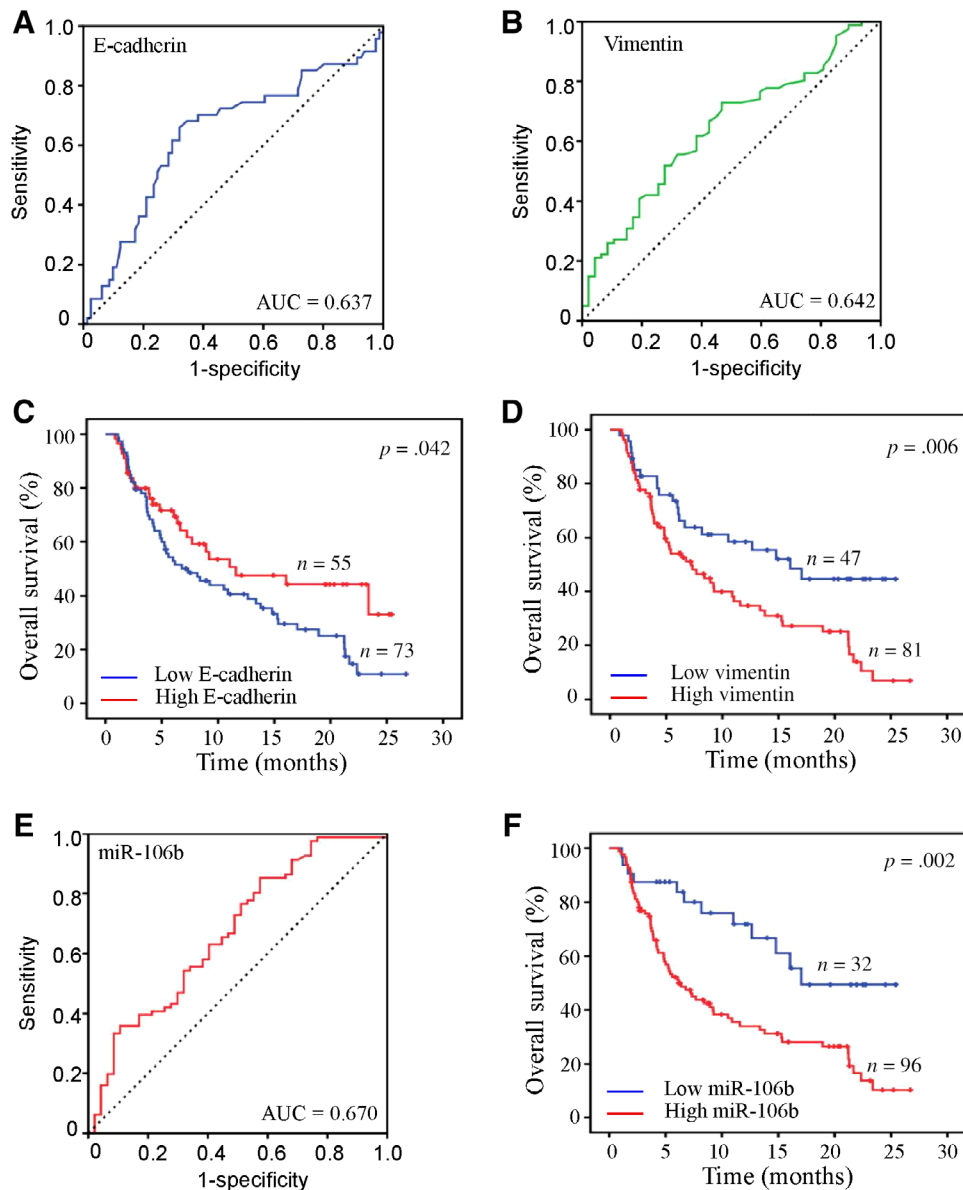 A
E-cadherin
1.0
0.8
0.6
0.4
0.2
0
Sensitivity
AUC = 0.637
0 0.2 0.4 0.6 0.8 1.0
1-specificity
B
Vimentin
1.0
0.8
0.6
0.4
0.2
0
Sensitivity
AUC = 0.642
0 0.2 0.4 0.6 0.8 1.0
1-specificity
C
100
80
60
40
20
0
Overall survival (%)
p = .042
n = 55
n = 73
Low E-cadherin
High E-cadherin
0 5 10 15 20 25 30
Time (months)
D
100
80
60
40
20
0
Overall survival (%)
p = .006
n = 47
n = 81
Low vimentin
High vimentin
0 5 10 15 20 25 30
Time (months)
E
miR-106b
1.0
0.8
0.6
0.4
0.2
0
Sensitivity
AUC = 0.670
0 0.2 0.4 0.6 0.8 1.0
1-specificity
F
100
80
60
40
20
0
Overall survival (%)
p = .002
n = 32
n = 96
Low miR-106b
High miR-106b
0 5 10 15 20 25 30
Time (months)